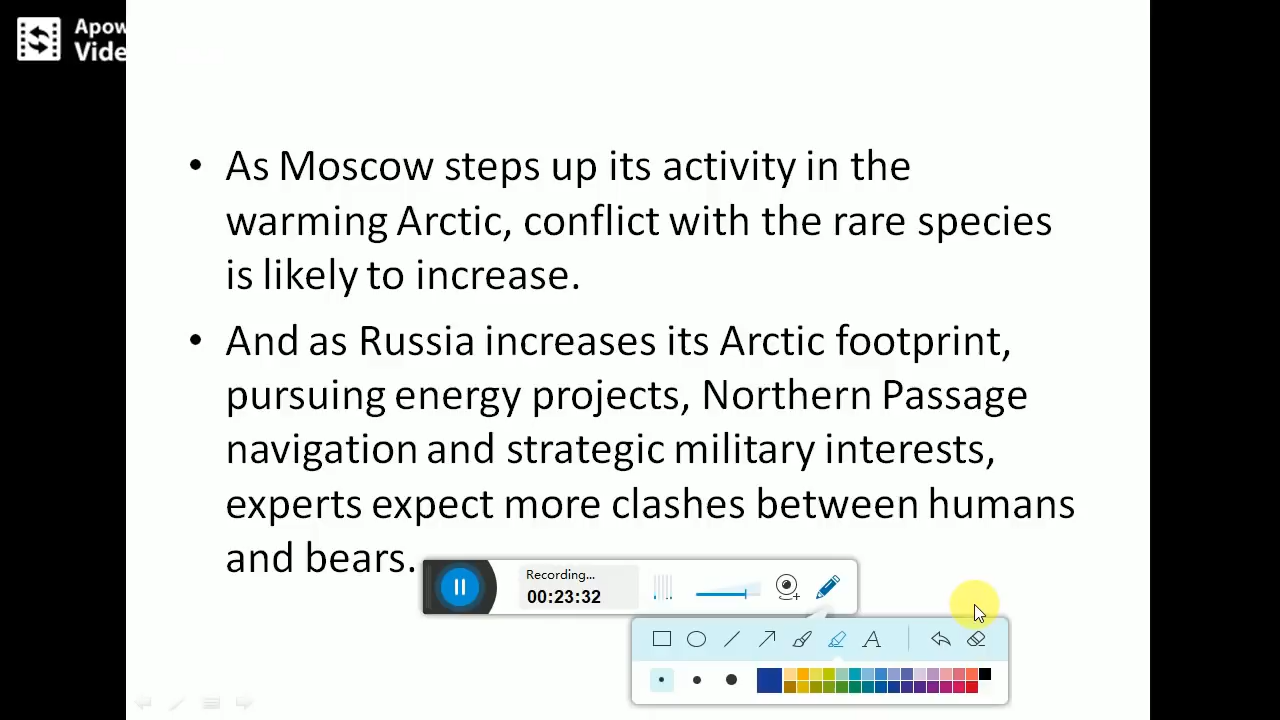 Apow
Vide
• As Moscow steps up its activity in the
warming Arctic, conflict with the rare species
is likely to increase.
• And as Russia increases its Arctic footprint,
pursuing energy projects, Northern Passage
navigation and strategic military interests,
experts expect more clashes between humans
and bears.
Recording...
00:23:32
A